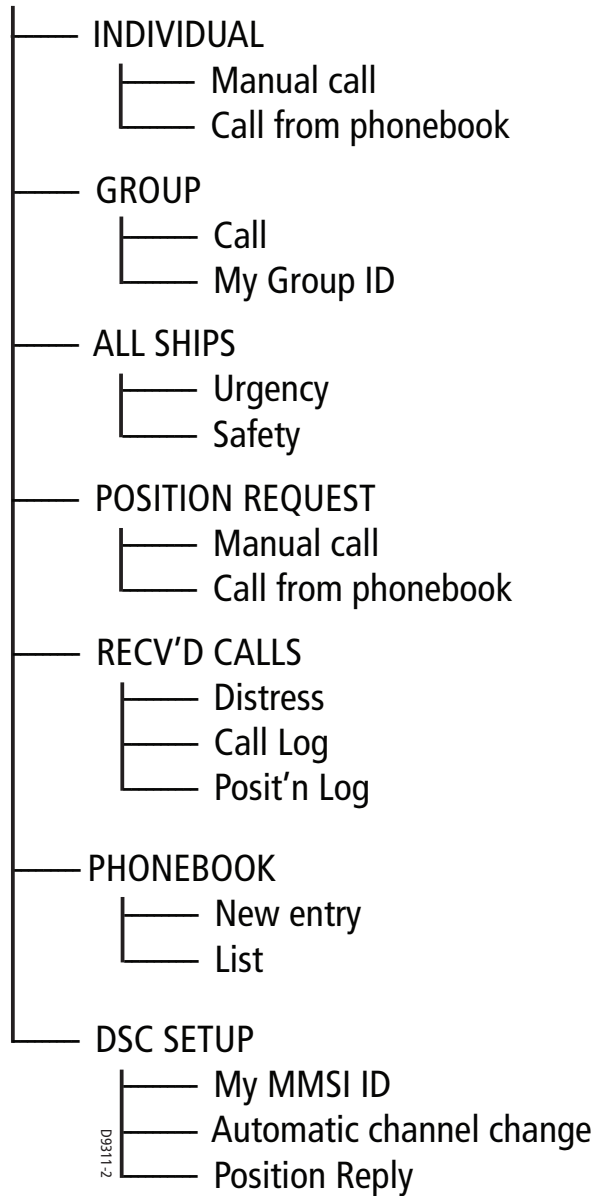 INDIVIDUAL
Manual call
Call from phonebook
GROUP
Call
My Group ID
ALL SHIPS
Urgency
Safety
POSITION REQUEST
Manual call
Call from phonebook
RECV'D CALLS
Distress
Call Log
Posit'n Log
PHONEBOOK
New entry
List
DSC SETUP
My MMSI ID
Automatic channel change
Position Reply
D9311-2